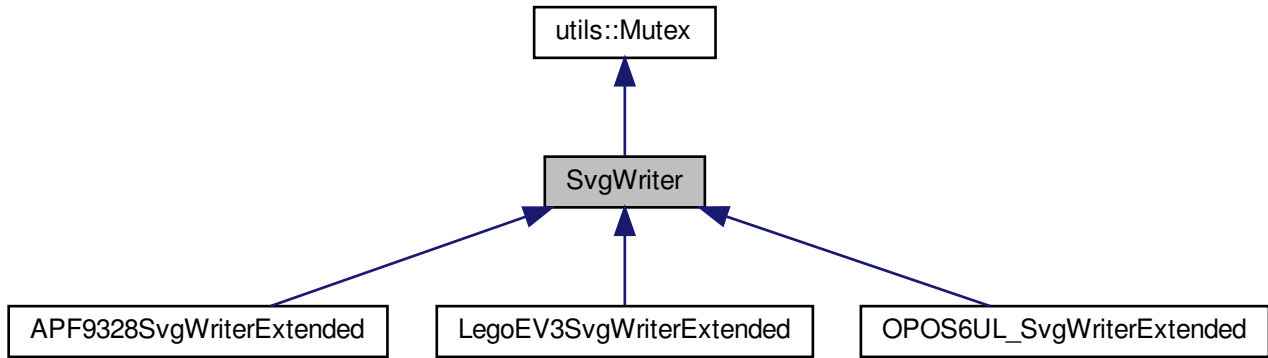 utils::Mutex
SvgWriter
APF9328SvgWriterExtended
LegoEV3SvgWriterExtended
OPOS6UL_SvgWriterExtended